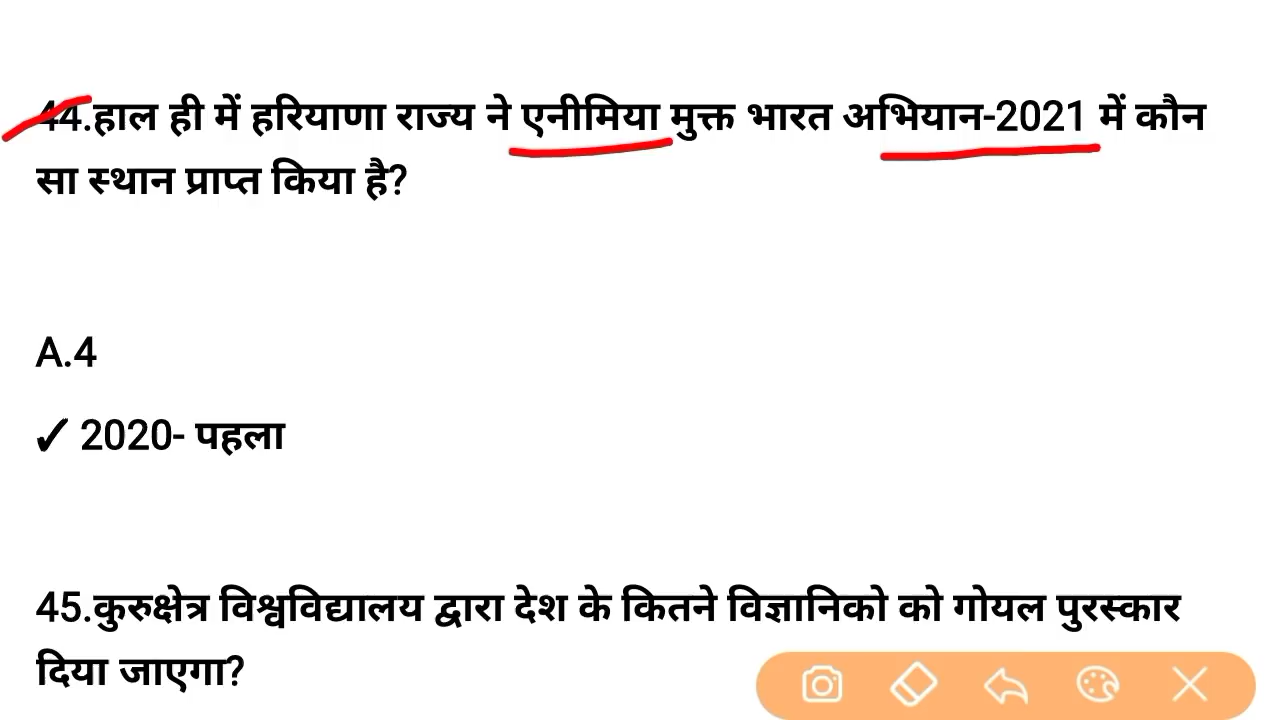 44.हाल ही में हरियाणा राज्य ने एनीमिया मुक्त भारत अभियान-2021 में कौन
सा स्थान प्राप्त किया है?
A.4
✓ 2020- पहला
45.कुरुक्षेत्र विश्वविद्यालय द्वारा देश के कितने विज्ञानिको को गोयल पुरस्कार
दिया जाएगा?